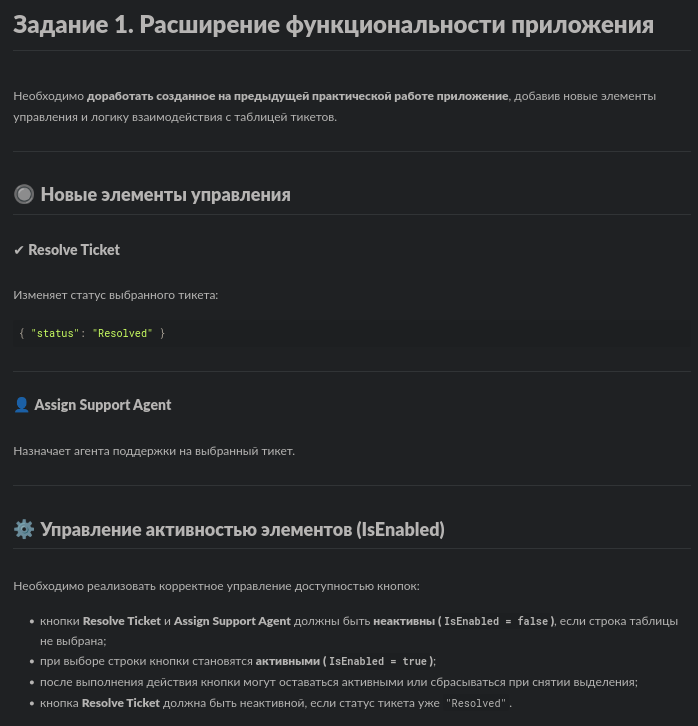 Задание 1. Расширение функциональности приложения
Необходимо доработать созданное на предыдущей практической работе приложение, добавив новые элементы
управления и логику взаимодействия с таблицей тикетов.
Новые элементы управления
✔ Resolve Ticket
Изменяет статус выбранного тикета:
{ "status": "Resolved" }
Assign Support Agent
Назначает агента поддержки на выбранный тикет.
Управление активностью элементов (IsEnabled)
Необходимо реализовать корректное управление доступностью кнопок:
• кнопки Resolve Ticket и Assign Support Agent должны быть неактивны ( IsEnabled = false ), если строка таблицы
не выбрана;
• при выборе строки кнопки становятся активными ( IsEnabled = true );
• после выполнения действия кнопки могут оставаться активными или сбрасываться при снятии выделения;
• кнопка Resolve Ticket должна быть неактивной, если статус тикета уже "Resolved" .